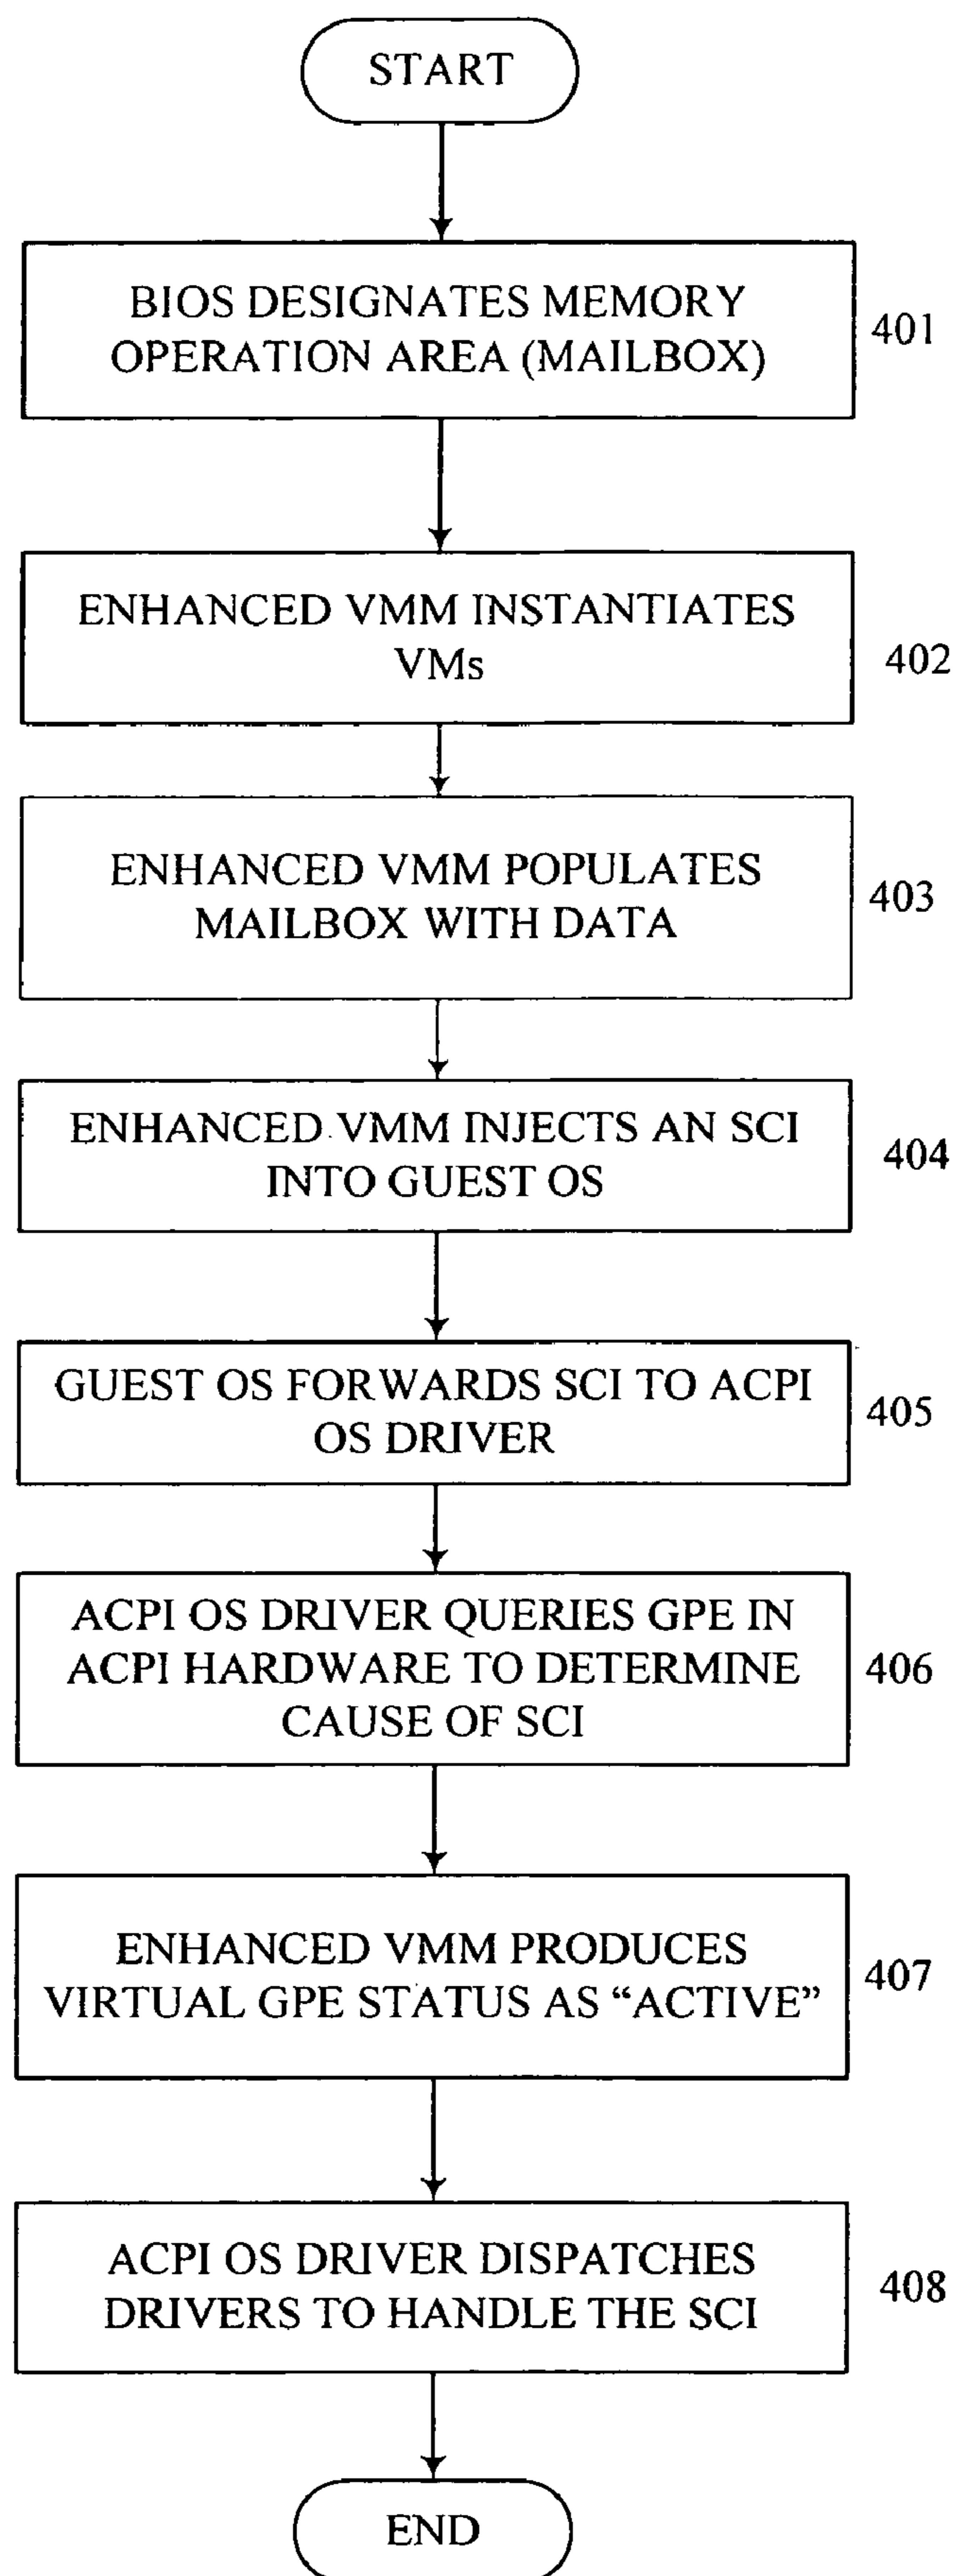 START
BIOS DESIGNATES MEMORY
OPERATION AREA (MAILBOX)
401
ENHANCED VMM INSTANTIATES
VMs
402
ENHANCED VMM POPULATES
MAILBOX WITH DATA
403
ENHANCED VMM INJECTS AN SCI
INTO GUEST OS
404
GUEST OS FORWARDS SCI TO ACPI
OS DRIVER
405
ACPI OS DRIVER QUERIES GPE IN
ACPI HARDWARE TO DETERMINE
CAUSE OF SCI
406
ENHANCED VMM PRODUCES
VIRTUAL GPE STATUS AS “ACTIVE”
407
ACPI OS DRIVER DISPATCHES
DRIVERS TO HANDLE THE SCI
408
END